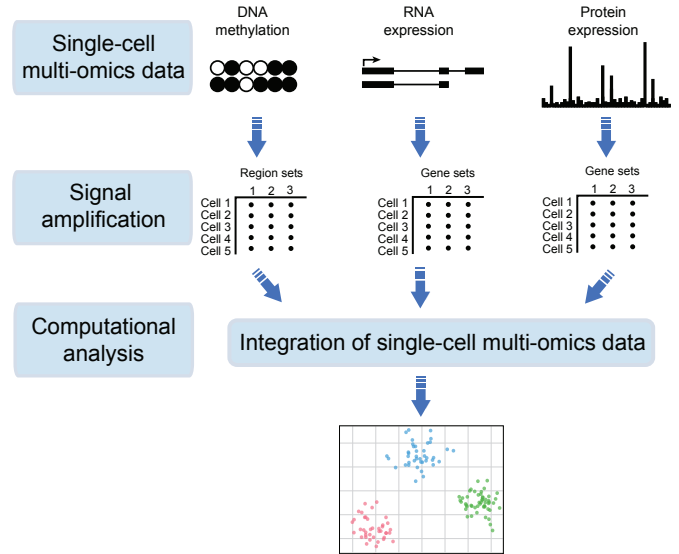 Single-cell
multi-omics data
DNA
methylation
RNA
expression
Protein
expression
Signal
amplification
Region sets
1 2 3
Cell 1
Cell 2
Cell 3
Cell 4
Cell 5
Gene sets
1 2 3
Cell 1
Cell 2
Cell 3
Cell 4
Cell 5
Gene sets
1 2 3
Cell 1
Cell 2
Cell 3
Cell 4
Cell 5
Computational
analysis
Integration of single-cell multi-omics data